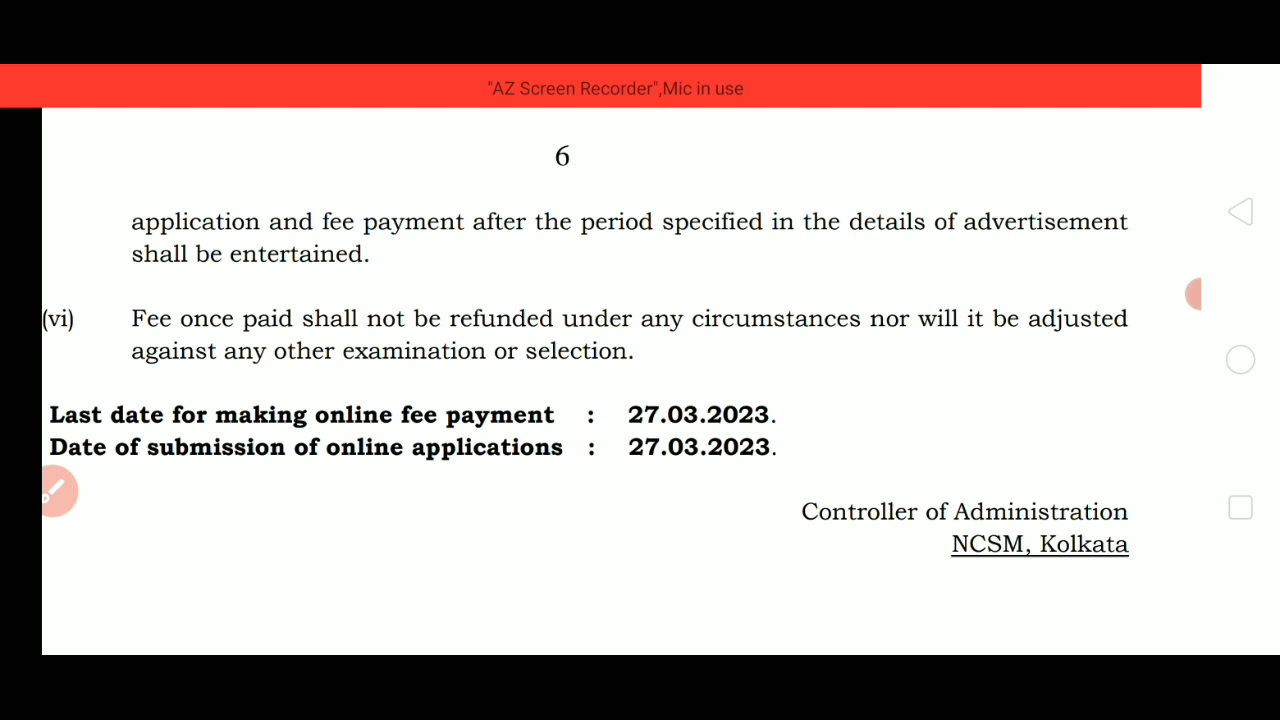 "AZ Screen Recorder",Mic in use
6
application and fee payment after the period specified in the details of advertisement
shall be entertained.
(vi) Fee once paid shall not be refunded under any circumstances nor will it be adjusted
against any other examination or selection.
Last date for making online fee payment : 27.03.2023.
Date of submission of online applications : 27.03.2023.
Controller of Administration
NCSM, Kolkata